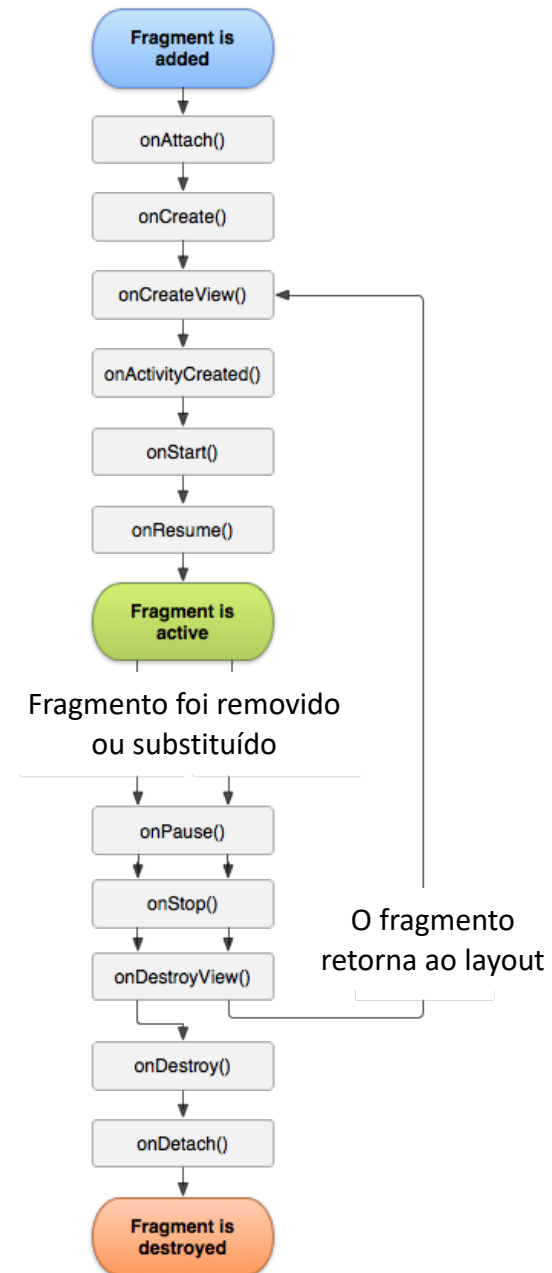 Fragment is
added
onAttach()
onCreate()
onCreateView()
onActivityCreated()
onStart()
onResume()
Fragment is
active
Fragmento foi removido
ou substituído
onPause()
onStop()
onDestroyView()
O fragmento
retorna ao layout
onDestroy()
onDetach()
Fragment is
destroyed